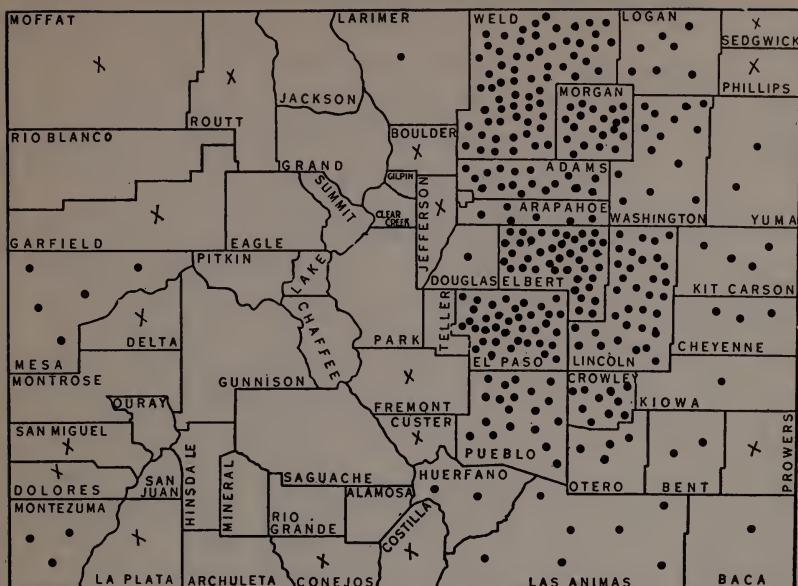 MOFFAT
LARIMER
WELD
LOGAN
SEDGWICK
PHILLIPS
MORGAN
JACKSON
ROUTT
RIO BLANCO
BOULDER
GRAND
GILPIN
ADAMS
SUMMIT
CLEAR CREEK
JEFFERSON
ARAPAHOE
WASHINGTON
YUMA
GARFIELD
EAGLE
PITKIN
LAKE
DOUGLAS
ELBERT
KIT CARSON
TELLER
CHAFFEE
PARK
DELTA
MESA
EL PASO
LINCOLN
CHEYENNE
MONTROSE
GUNNISON
CROWLEY
OURAY
FREMONT
KIOWA
CUSTER
SAN MIGUEL
PUEBLO
PROWERS
HINSDALE
MINERAL
SAGUACHE
HUERFANO
OTERO
BENT
DOLORES
SAN JUAN
ALAMOSA
MONTEZUMA
RIO GRANDE
COSTILLA
LA PLATA
ARCHULETA
CONEJOS
LAS ANIMAS
BACA